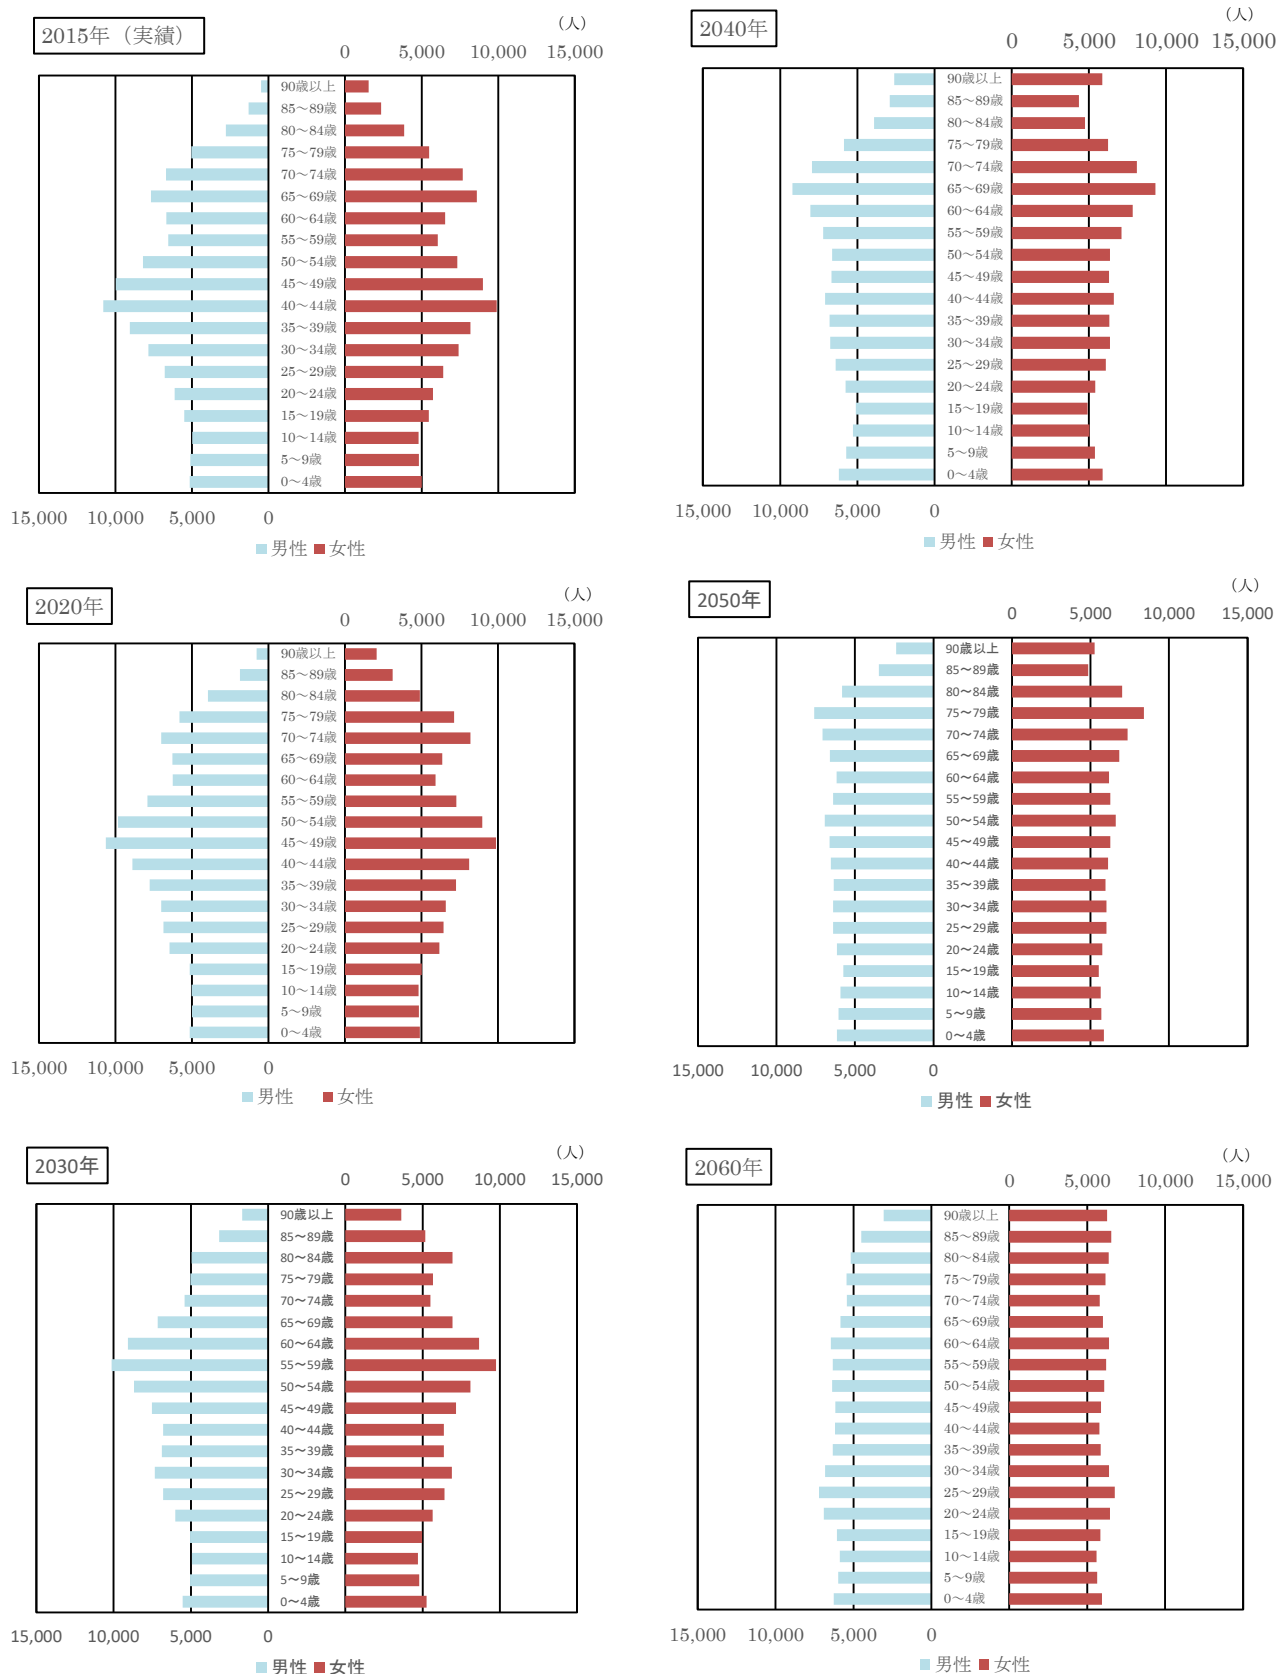 2015年（実績）
（人）
0 5,000 10,000 15,000
90歳以上
85～89歳
80～84歳
75～79歳
70～74歳
65～69歳
60～64歳
55～59歳
50～54歳
45～49歳
40～44歳
35～39歳
30～34歳
25～29歳
20～24歳
15～19歳
10～14歳
5～9歳
0～4歳
15,000 10,000 5,000 0
男性 女性
2020年
（人）
0 5,000 10,000 15,000
90歳以上
85～89歳
80～84歳
75～79歳
70～74歳
65～69歳
60～64歳
55～59歳
50～54歳
45～49歳
40～44歳
35～39歳
30～34歳
25～29歳
20～24歳
15～19歳
10～14歳
5～9歳
0～4歳
15,000 10,000 5,000 0
男性 女性
2030年
（人）
0 5,000 10,000 15,000
90歳以上
85～89歳
80～84歳
75～79歳
70～74歳
65～69歳
60～64歳
55～59歳
50～54歳
45～49歳
40～44歳
35～39歳
30～34歳
25～29歳
20～24歳
15～19歳
10～14歳
5～9歳
0～4歳
15,000 10,000 5,000 0
男性 女性
2040年
（人）
0 5,000 10,000 15,000
90歳以上
85～89歳
80～84歳
75～79歳
70～74歳
65～69歳
60～64歳
55～59歳
50～54歳
45～49歳
40～44歳
35～39歳
30～34歳
25～29歳
20～24歳
15～19歳
10～14歳
5～9歳
0～4歳
15,000 10,000 5,000 0
男性 女性
2050年
（人）
0 5,000 10,000 15,000
90歳以上
85～89歳
80～84歳
75～79歳
70～74歳
65～69歳
60～64歳
55～59歳
50～54歳
45～49歳
40～44歳
35～39歳
30～34歳
25～29歳
20～24歳
15～19歳
10～14歳
5～9歳
0～4歳
15,000 10,000 5,000 0
男性 女性
2060年
（人）
0 5,000 10,000 15,000
90歳以上
85～89歳
80～84歳
75～79歳
70～74歳
65～69歳
60～64歳
55～59歳
50～54歳
45～49歳
40～44歳
35～39歳
30～34歳
25～29歳
20～24歳
15～19歳
10～14歳
5～9歳
0～4歳
15,000 10,000 5,000 0
男性 女性